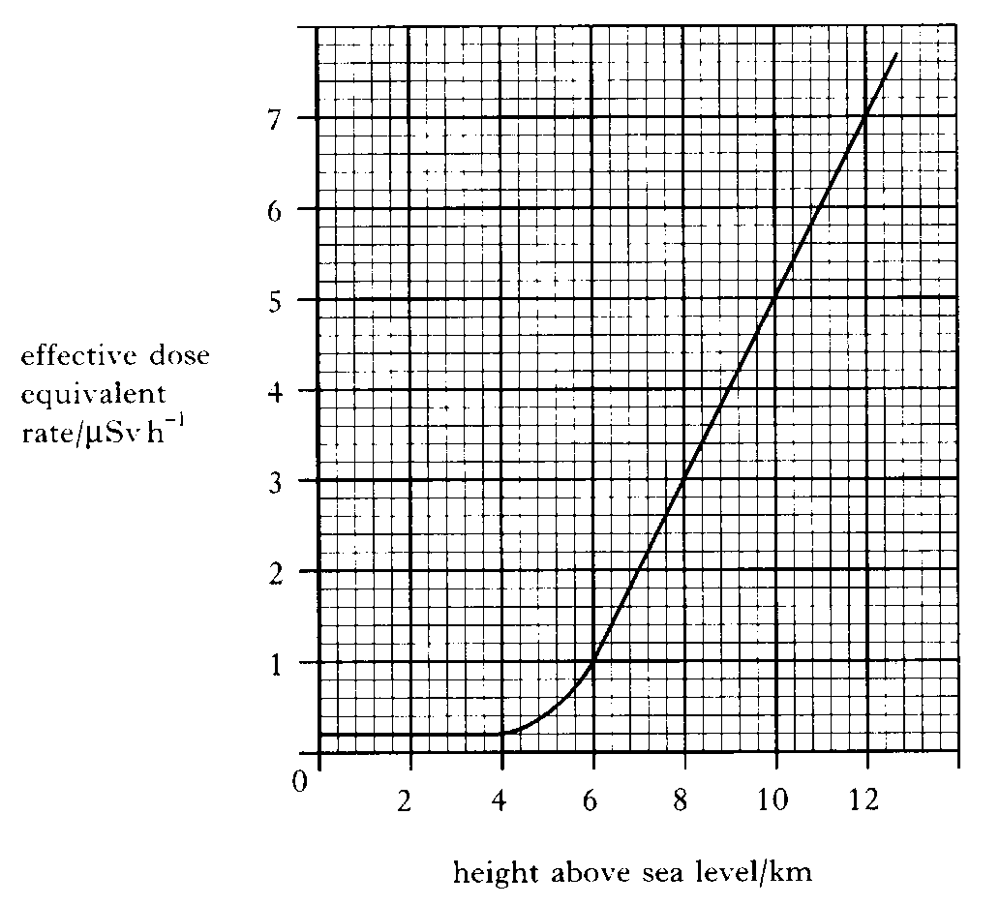 7
6
5
effective dose
equivalent
rate/μSv h⁻¹
4
3
2
1
0
2 4 6 8 10 12
height above sea level/km